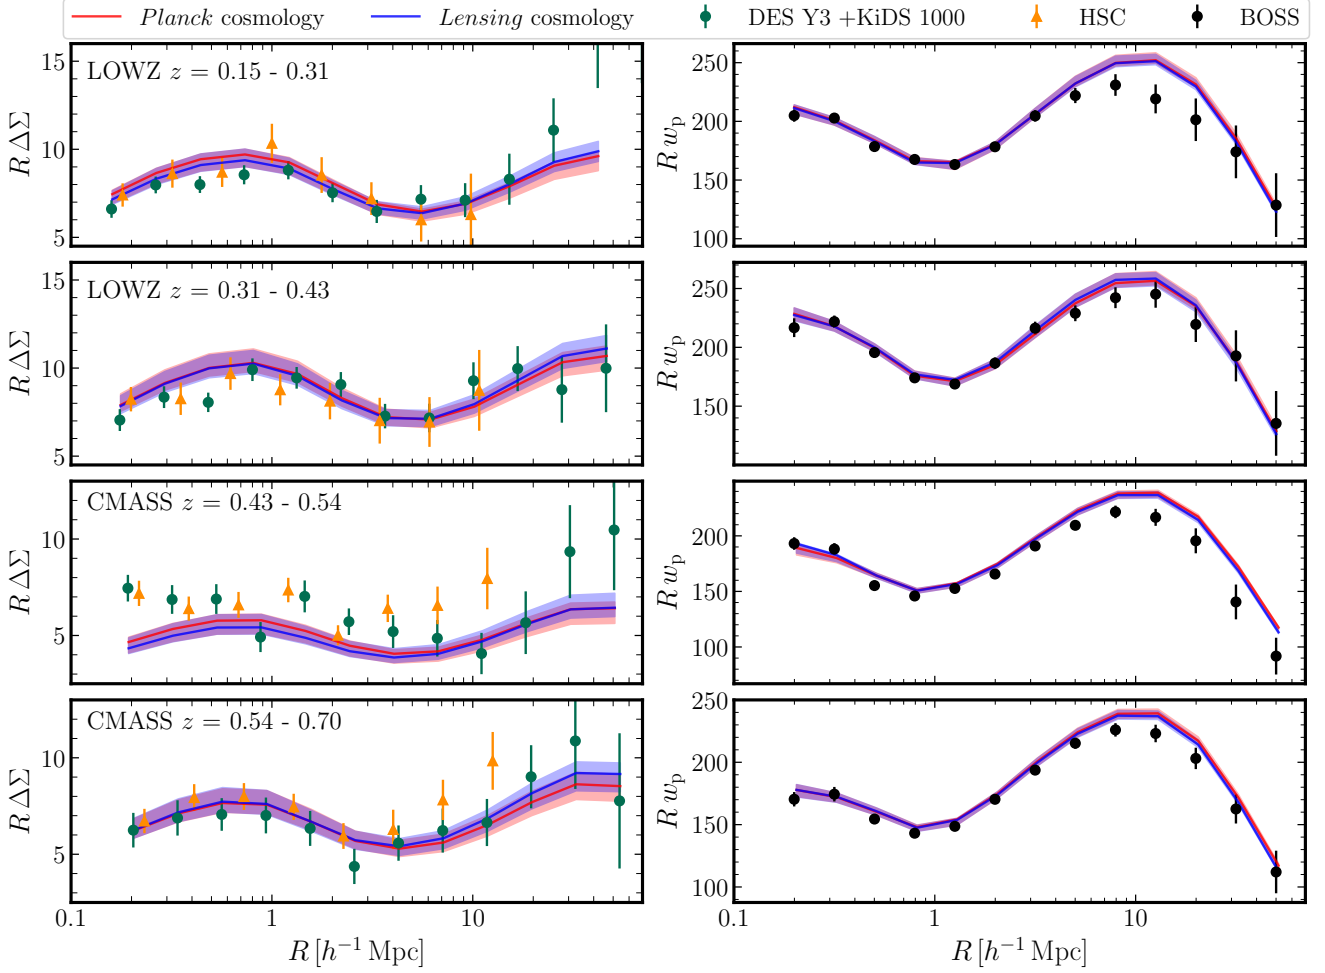 Planck cosmology Lensing cosmology DES Y3 +KiDS 1000 HSC BOSS
LOWZ z = 0.15 - 0.31
R ΔΣ
15
10
5
R wp
250
200
150
100
LOWZ z = 0.31 - 0.43
R ΔΣ
15
10
5
R wp
250
200
150
CMASS z = 0.43 - 0.54
R ΔΣ
10
5
R wp
200
150
100
CMASS z = 0.54 - 0.70
R ΔΣ
10
5
R wp
250
200
150
100
0.1 1 10 0.1 1 10
R [h⁻¹ Mpc] R [h⁻¹ Mpc]